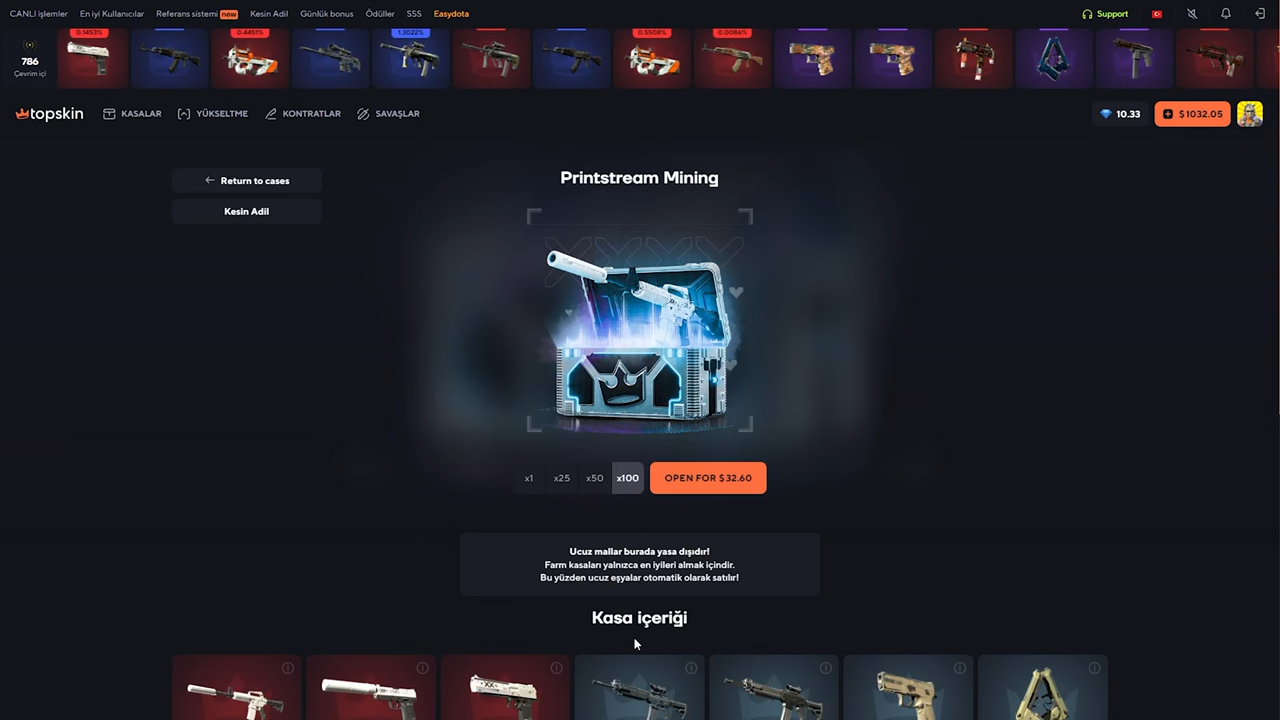 CANLI işlemler En iyi Kullanıcılar Referans sistemi new Kesin Adil Günlük bonus Ödüller SSS Easydota Support
786
Çevrim içi
0.1453% 0.4451% 1.3022% 0.5508% 0.0086%
topskin KASALAR YÜKSELTME KONTRATLAR SAVAŞLAR 10.33 $1032.05
Return to cases
Kesin Adil
Printstream Mining
x1 x25 x50 x100 OPEN FOR $32.60
Ucuz mallar burada yasa dışıdır!
Farm kasaları yalnızca en iyileri almak içindir.
Bu yüzden ucuz eşyalar otomatik olarak satılır!
Kasa içeriği